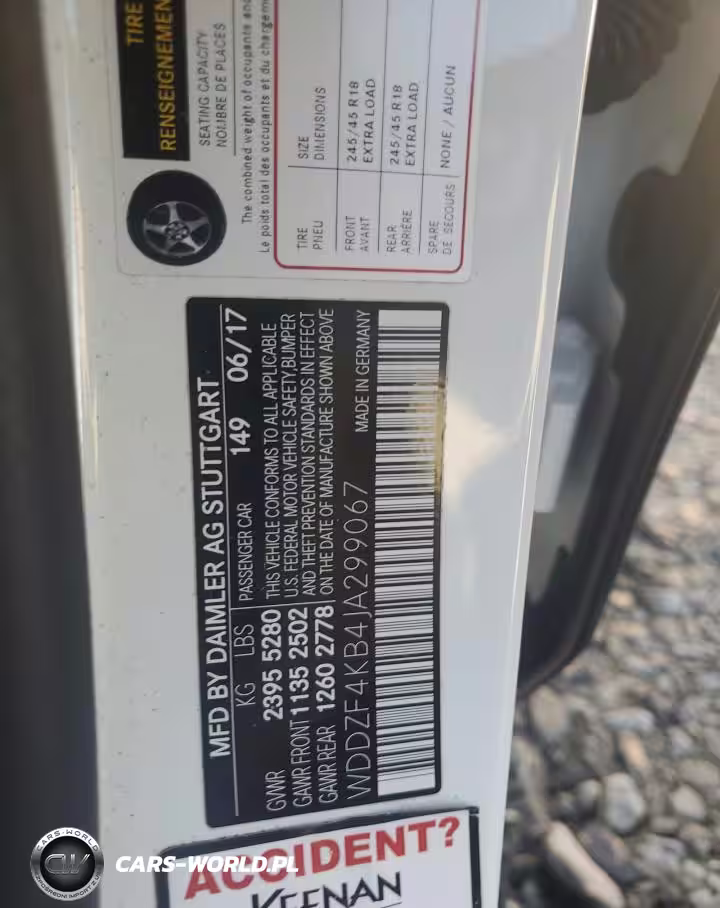 TIRE
RENSEIGNEMEN
SEATING CAPACITY
NOMBRE DE PLACES
The combined weight of occupants and
Le poids total des occupants et du chargem
TIRE
PNEU
SIZE
DIMENSIONS
FRONT
AVANT
245/45 R18
EXTRA LOAD
REAR
ARRIÈRE
245/45 R18
EXTRA LOAD
SPARE
DE SECOURS
NONE / AUCUN
MFD BY DAIMLER AG STUTTGART
KG LBS PASSENGER CAR 149 06/17
GVWR 2395 5280 THIS VEHICLE CONFORMS TO ALL APPLICABLE
GAWR FRONT 1135 2502 U.S. FEDERAL MOTOR VEHICLE SAFETY,BUMPER
AND THEFT PREVENTION STANDARDS IN EFFECT
GAWR REAR 1260 2778 ON THE DATE OF MANUFACTURE SHOWN ABOVE
WDDZF4KB4JA299067 MADE IN GERMANY
ACCIDENT?
KEENAN
CARS-WORLD
CW
CARS-WORLD.PL